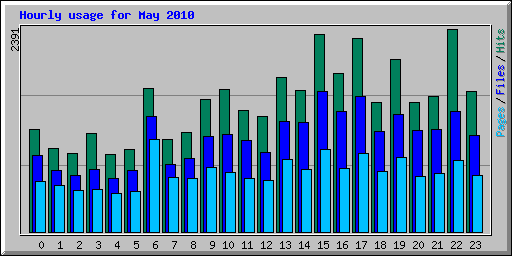 Hourly usage for May 2010
2391
Pages / Files / Hits
0 1 2 3 4 5 6 7 8 9 10 11 12 13 14 15 16 17 18 19 20 21 22 23